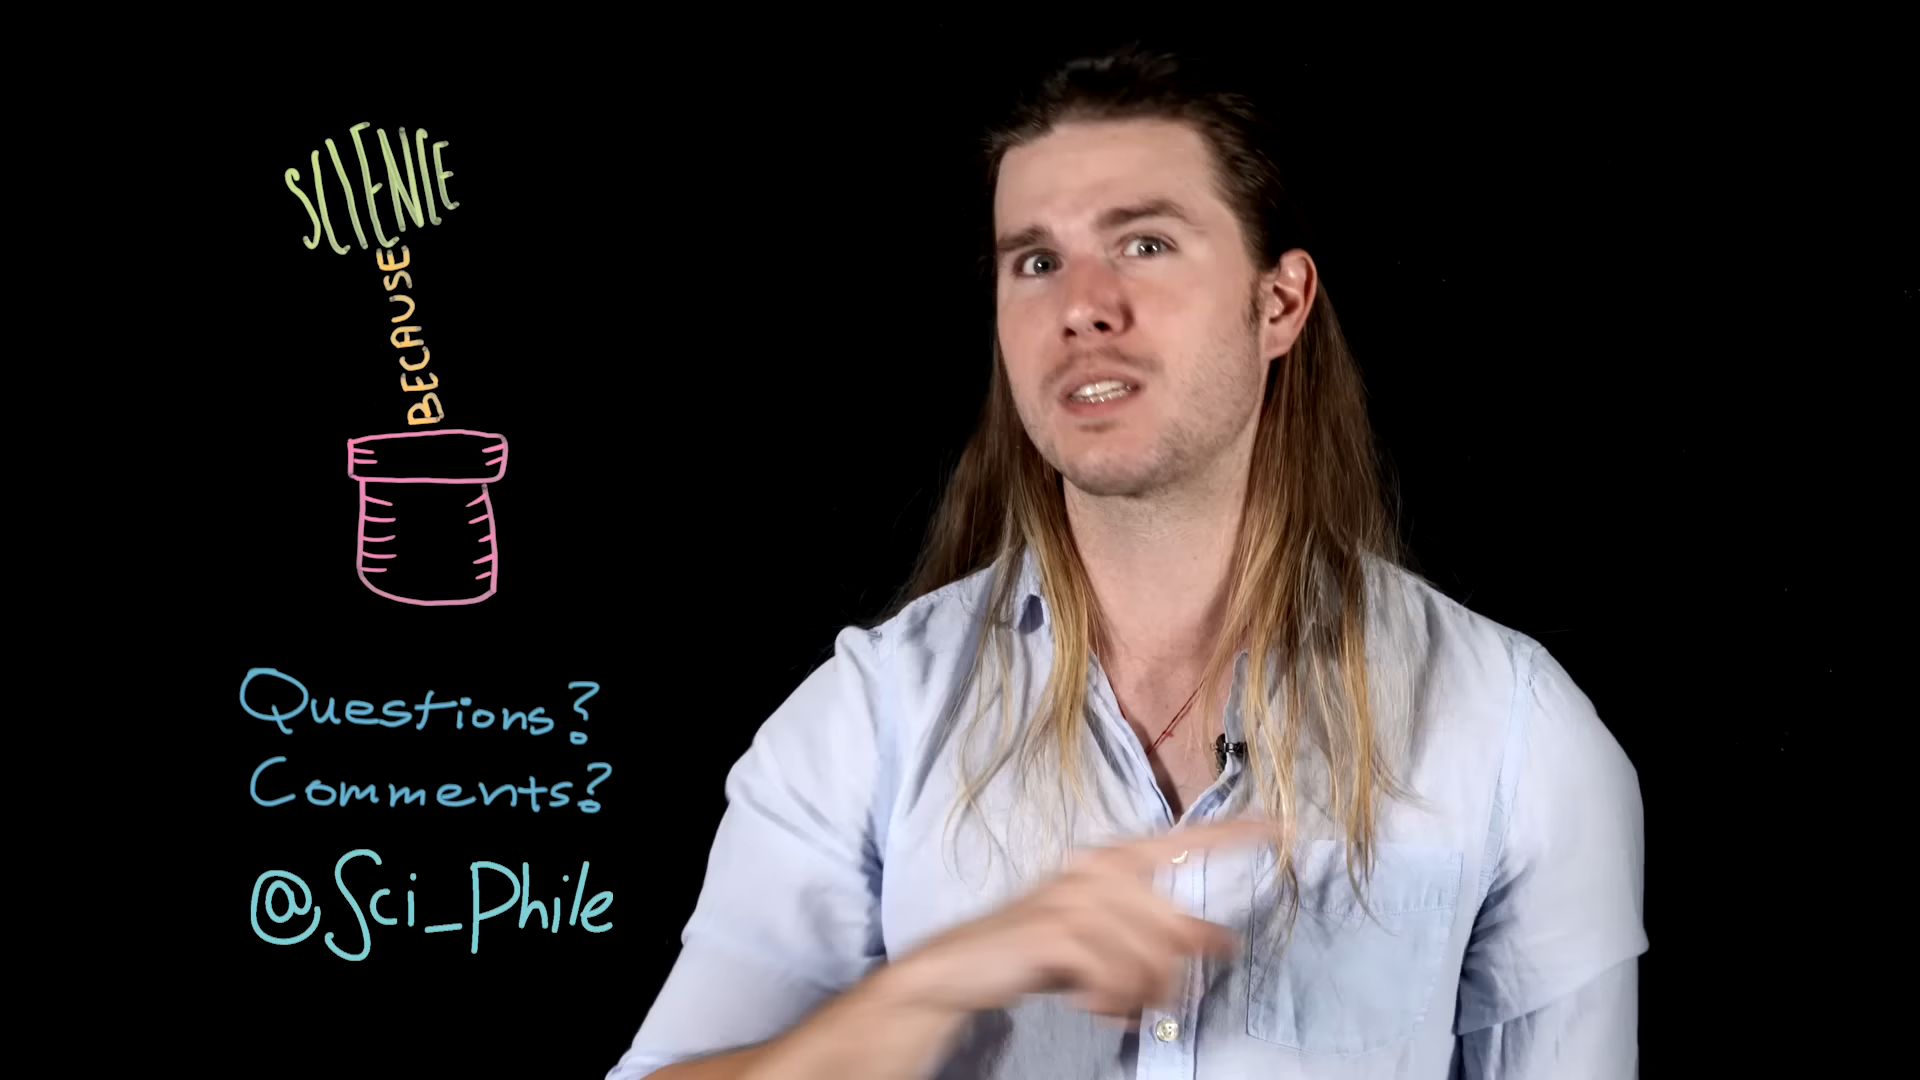 SCIENCE
BECAUSE
Questions?
Comments?
@Sci_Phile